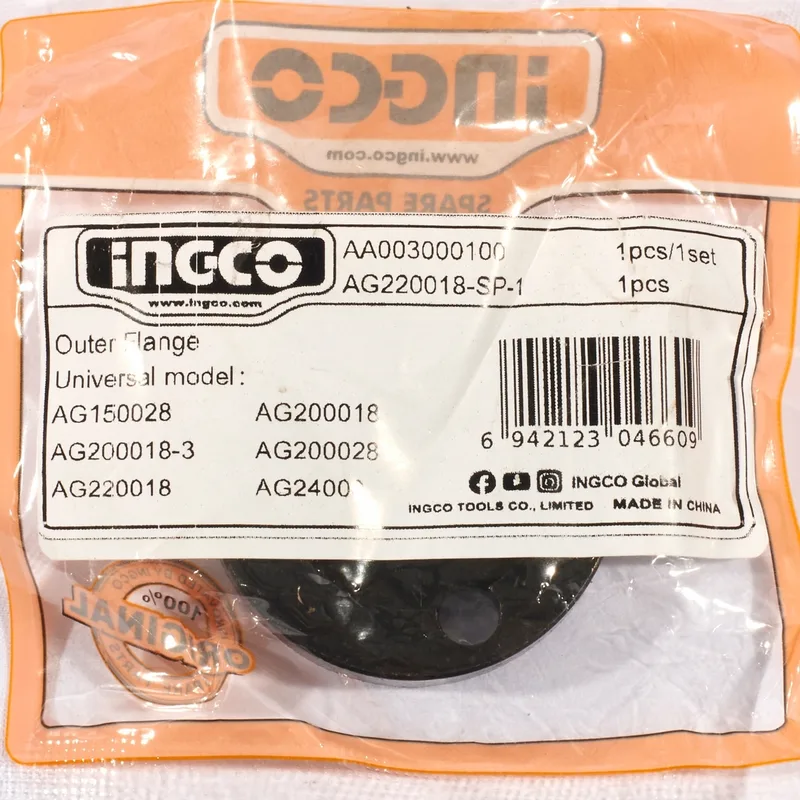 INGCO
www.ingco.com
SPARE PARTS
INGCO
www.ingco.com
AA003000100 1pcs/1set
AG220018-SP-1 1pcs
Outer Flange
Universal model:
AG150028 AG200018
AG200018-3 AG200028
AG220018
6 942123 046609
INGCO Global
INGCO TOOLS CO., LIMITED MADE IN CHINA
100%
ORIGINAL